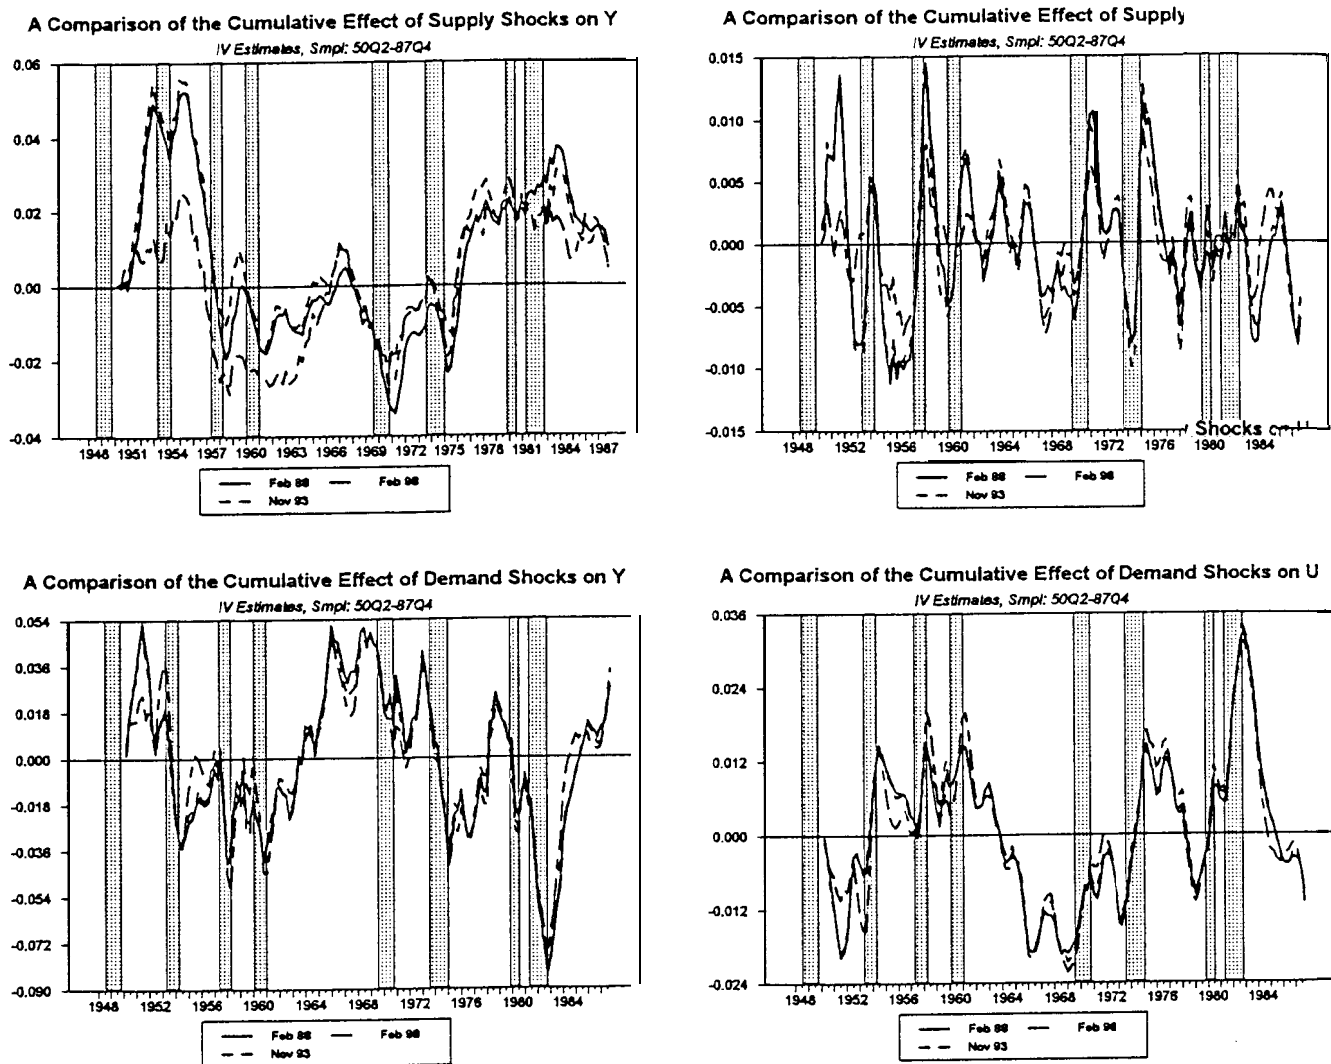 A Comparison of the Cumulative Effect of Supply Shocks on Y
IV Estimates, Smpl: 50Q2-87Q4
0.06
0.04
0.02
0.00
-0.02
-0.04
1948 1951 1954 1957 1960 1963 1966 1969 1972 1975 1978 1981 1984 1987
Feb 88 Feb 98
Nov 93
A Comparison of the Cumulative Effect of Supply
IV Estimates, Smpl: 50Q2-87Q4
0.015
0.010
0.005
0.000
-0.005
-0.010
-0.015
Shocks on U
1948 1952 1956 1960 1964 1968 1972 1976 1980 1984
Feb 88 Feb 98
Nov 93
A Comparison of the Cumulative Effect of Demand Shocks on Y
IV Estimates, Smpl: 50Q2-87Q4
0.054
0.036
0.018
0.000
-0.018
-0.036
-0.054
-0.072
-0.090
1948 1952 1956 1960 1964 1968 1972 1976 1980 1984
Feb 88 Feb 98
Nov 93
A Comparison of the Cumulative Effect of Demand Shocks on U
IV Estimates, Smpl: 50Q2-87Q4
0.036
0.024
0.012
0.000
-0.012
-0.024
1948 1952 1956 1960 1964 1968 1972 1976 1980 1984
Feb 88 Feb 98
Nov 93